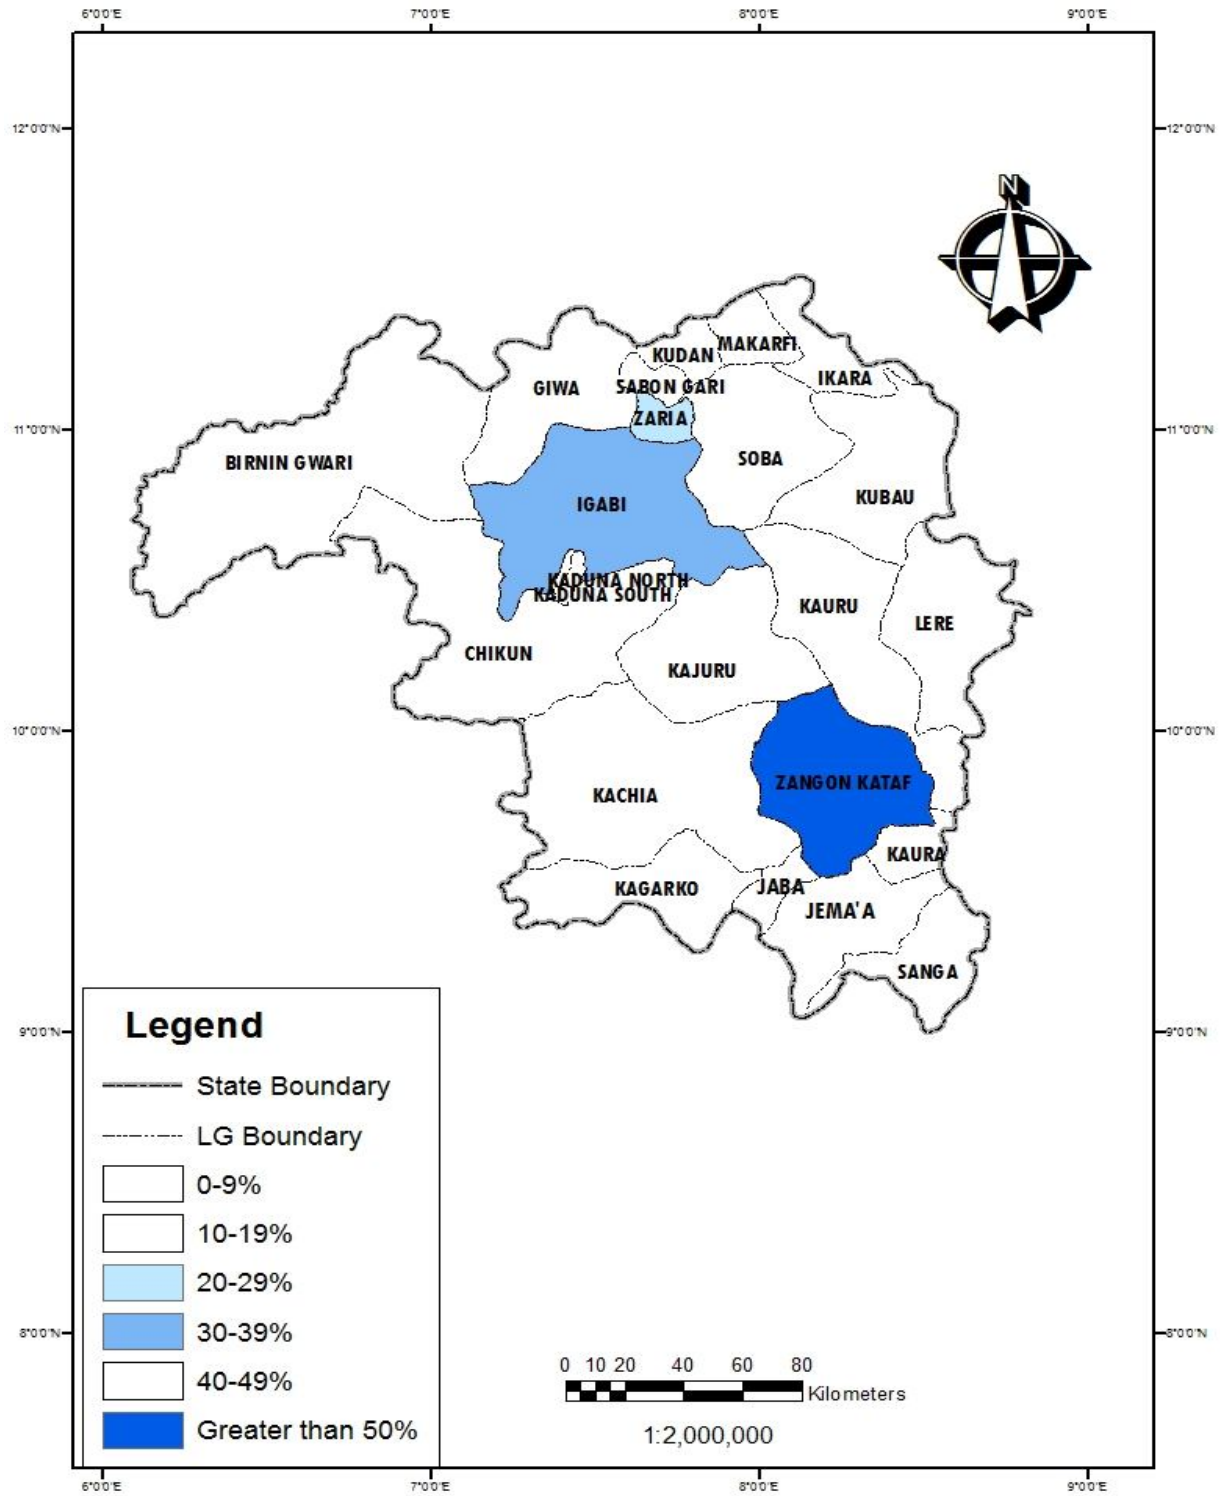 6°0'0"E 7°0'0"E 8°0'0"E 9°0'0"E
12°0'0"N 12°0'0"N
N
MAKARFI
KUDAN
IKARA
GIWA SABON GARI
ZARIA
11°0'0"N 11°0'0"N
BIRNIN GWARI SOBA
KUBAU
IGABI
KADUNA NORTH
KADUNA SOUTH
KAURU
LERE
CHIKUN
KAJURU
10°0'0"N 10°0'0"N
ZANGON KATAF
KACHIA
KAURA
KAGARKO JABA
JEMA'A
SANGA
9°0'0"N 9°0'0"N
Legend
State Boundary
LG Boundary
0-9%
10-19%
20-29%
30-39%
40-49%
Greater than 50%
8°0'0"N 8°0'0"N
0 10 20 40 60 80
Kilometers
1:2,000,000
6°0'0"E 7°0'0"E 8°0'0"E 9°0'0"E